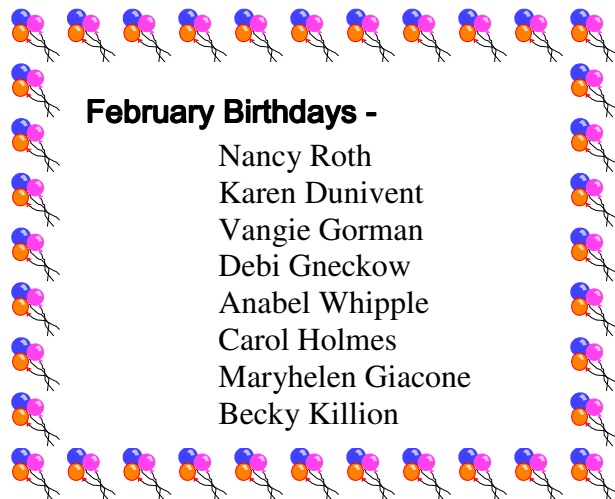 February Birthdays -
Nancy Roth
Karen Dunivent
Vangie Gorman
Debi Gneckow
Anabel Whipple
Carol Holmes
Maryhelen Giacone
Becky Killion